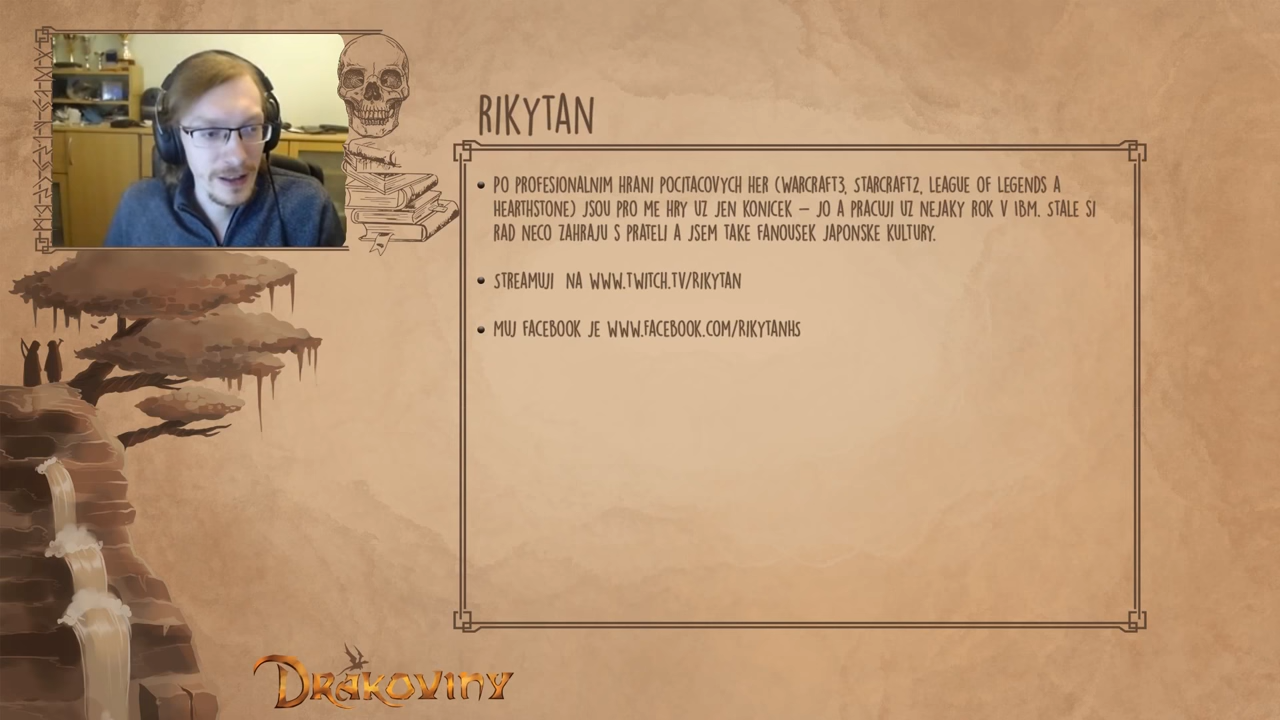 RIKYTAN
PO PROFESIONALNIM HRANI POCITACOVYCH HER (WARCRAFT3, STARCRAFT2, LEAGUE OF LEGENDS A
HEARTHSTONE) JSOU PRO ME HRY UZ JEN KONICEK – JO A PRACUJI UZ NEJAKY ROK V IBM. STALE SI
RAD NECO ZAHRAJU S PRATELI A JSEM TAKE FANOUSEK JAPONSKE KULTURY.
STREAMUJI NA WWW.TWITCH.TV/RIKYTAN
MUJ FACEBOOK JE WWW.FACEBOOK.COM/RIKYTANHS
DRAKOVINY